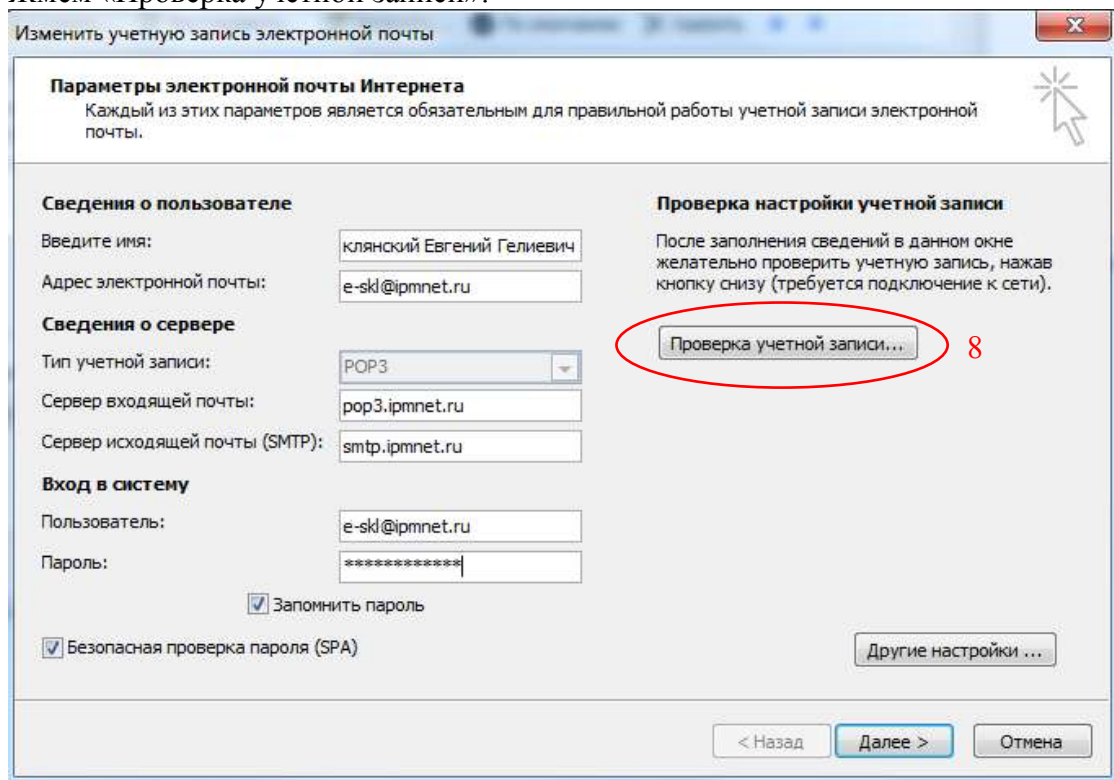 Жмем «Проверка учетной записи».
Изменить учетную запись электронной почты
Параметры электронной почты Интернета
Каждый из этих параметров является обязательным для правильной работы учетной записи электронной
почты.
Сведения о пользователе
Введите имя:
клянский Евгений Гелиевич
Адрес электронной почты:
e-skl@ipmnet.ru
Сведения о сервере
Тип учетной записи:
POP3
Сервер входящей почты:
pop3.ipmnet.ru
Сервер исходящей почты (SMTP):
smtp.ipmnet.ru
Вход в систему
Пользователь:
e-skl@ipmnet.ru
Пароль:
*************
Запомнить пароль
Безопасная проверка пароля (SPA)
Проверка настройки учетной записи
После заполнения сведений в данном окне
желательно проверить учетную запись, нажав
кнопку снизу (требуется подключение к сети).
Проверка учетной записи...
8
Другие настройки ...
< Назад
Далее >
Отмена